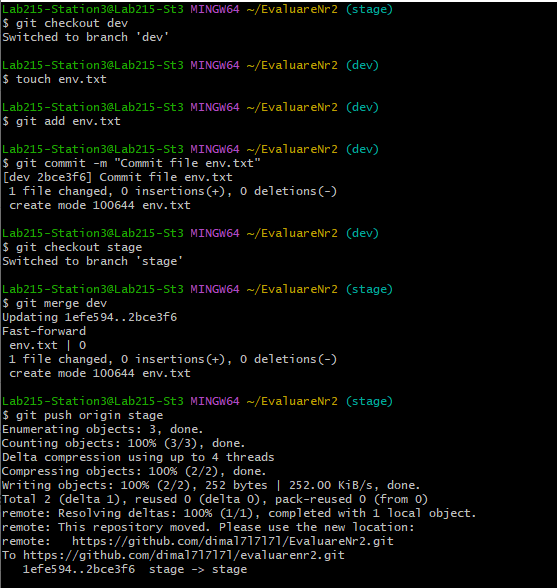 Lab215-Station3@Lab215-St3 MINGW64 ~/EvaluareNr2 (stage)
$ git checkout dev
Switched to branch 'dev'
Lab215-Station3@Lab215-St3 MINGW64 ~/EvaluareNr2 (dev)
$ touch env.txt
Lab215-Station3@Lab215-St3 MINGW64 ~/EvaluareNr2 (dev)
$ git add env.txt
Lab215-Station3@Lab215-St3 MINGW64 ~/EvaluareNr2 (dev)
$ git commit -m "Commit file env.txt"
[dev 2bce3f6] Commit file env.txt
 1 file changed, 0 insertions(+), 0 deletions(-)
 create mode 100644 env.txt
Lab215-Station3@Lab215-St3 MINGW64 ~/EvaluareNr2 (dev)
$ git checkout stage
Switched to branch 'stage'
Lab215-Station3@Lab215-St3 MINGW64 ~/EvaluareNr2 (stage)
$ git merge dev
Updating 1efe594..2bce3f6
Fast-forward
 env.txt | 0
 1 file changed, 0 insertions(+), 0 deletions(-)
 create mode 100644 env.txt
Lab215-Station3@Lab215-St3 MINGW64 ~/EvaluareNr2 (stage)
$ git push origin stage
Enumerating objects: 3, done.
Counting objects: 100% (3/3), done.
Delta compression using up to 4 threads
Compressing objects: 100% (2/2), done.
Writing objects: 100% (2/2), 252 bytes | 252.00 KiB/s, done.
Total 2 (delta 1), reused 0 (delta 0), pack-reused 0 (from 0)
remote: Resolving deltas: 100% (1/1), completed with 1 local object.
remote: This repository moved. Please use the new location:
remote:   https://github.com/dimal7l7l7l/EvaluareNr2.git
To https://github.com/dimal7l7l7l/evaluarenr2.git
   1efe594..2bce3f6  stage -> stage